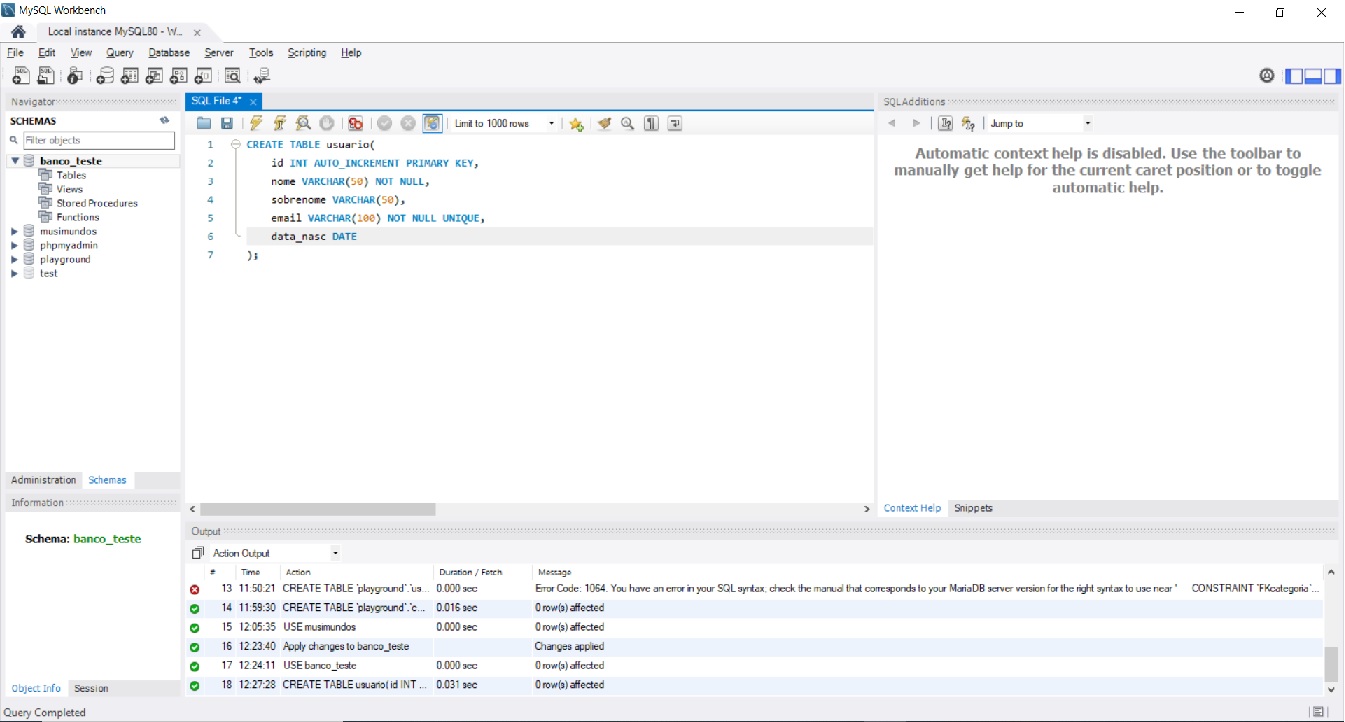 MySQL Workbench
Local instance MySQL80 - W... ×
File Edit View Query Database Server Tools Scripting Help
Navigator
SCHEMAS
Filter objects
banco_teste
Tables
Views
Stored Procedures
Functions
musimundos
phpmyadmin
playground
test
Administration Schemas
Information
Schema: banco_teste
Object Info Session
SQL File 4* ×
Limit to 1000 rows
1 CREATE TABLE usuario(
2 id INT AUTO_INCREMENT PRIMARY KEY,
3 nome VARCHAR(50) NOT NULL,
4 sobrenome VARCHAR(50),
5 email VARCHAR(100) NOT NULL UNIQUE,
6 data_nasc DATE
7 );
SQLAdditions
Jump to
Automatic context help is disabled. Use the toolbar to
manually get help for the current caret position or to toggle
automatic help.
Context Help Snippets
Output
Action Output
# Time Action Duration / Fetch Message
13 11:50:21 CREATE TABLE `playground`.`us... 0.000 sec Error Code: 1064. You have an error in your SQL syntax; check the manual that corresponds to your MariaDB server version for the right syntax to use near ' CONSTRAINT `FKcategoria`...
14 11:59:30 CREATE TABLE `playground`.`c... 0.016 sec 0 row(s) affected
15 12:05:35 USE musimundos 0.000 sec 0 row(s) affected
16 12:23:40 Apply changes to banco_teste Changes applied
17 12:24:11 USE banco_teste 0.000 sec 0 row(s) affected
18 12:27:28 CREATE TABLE usuario( id INT ... 0.031 sec 0 row(s) affected
Query Completed